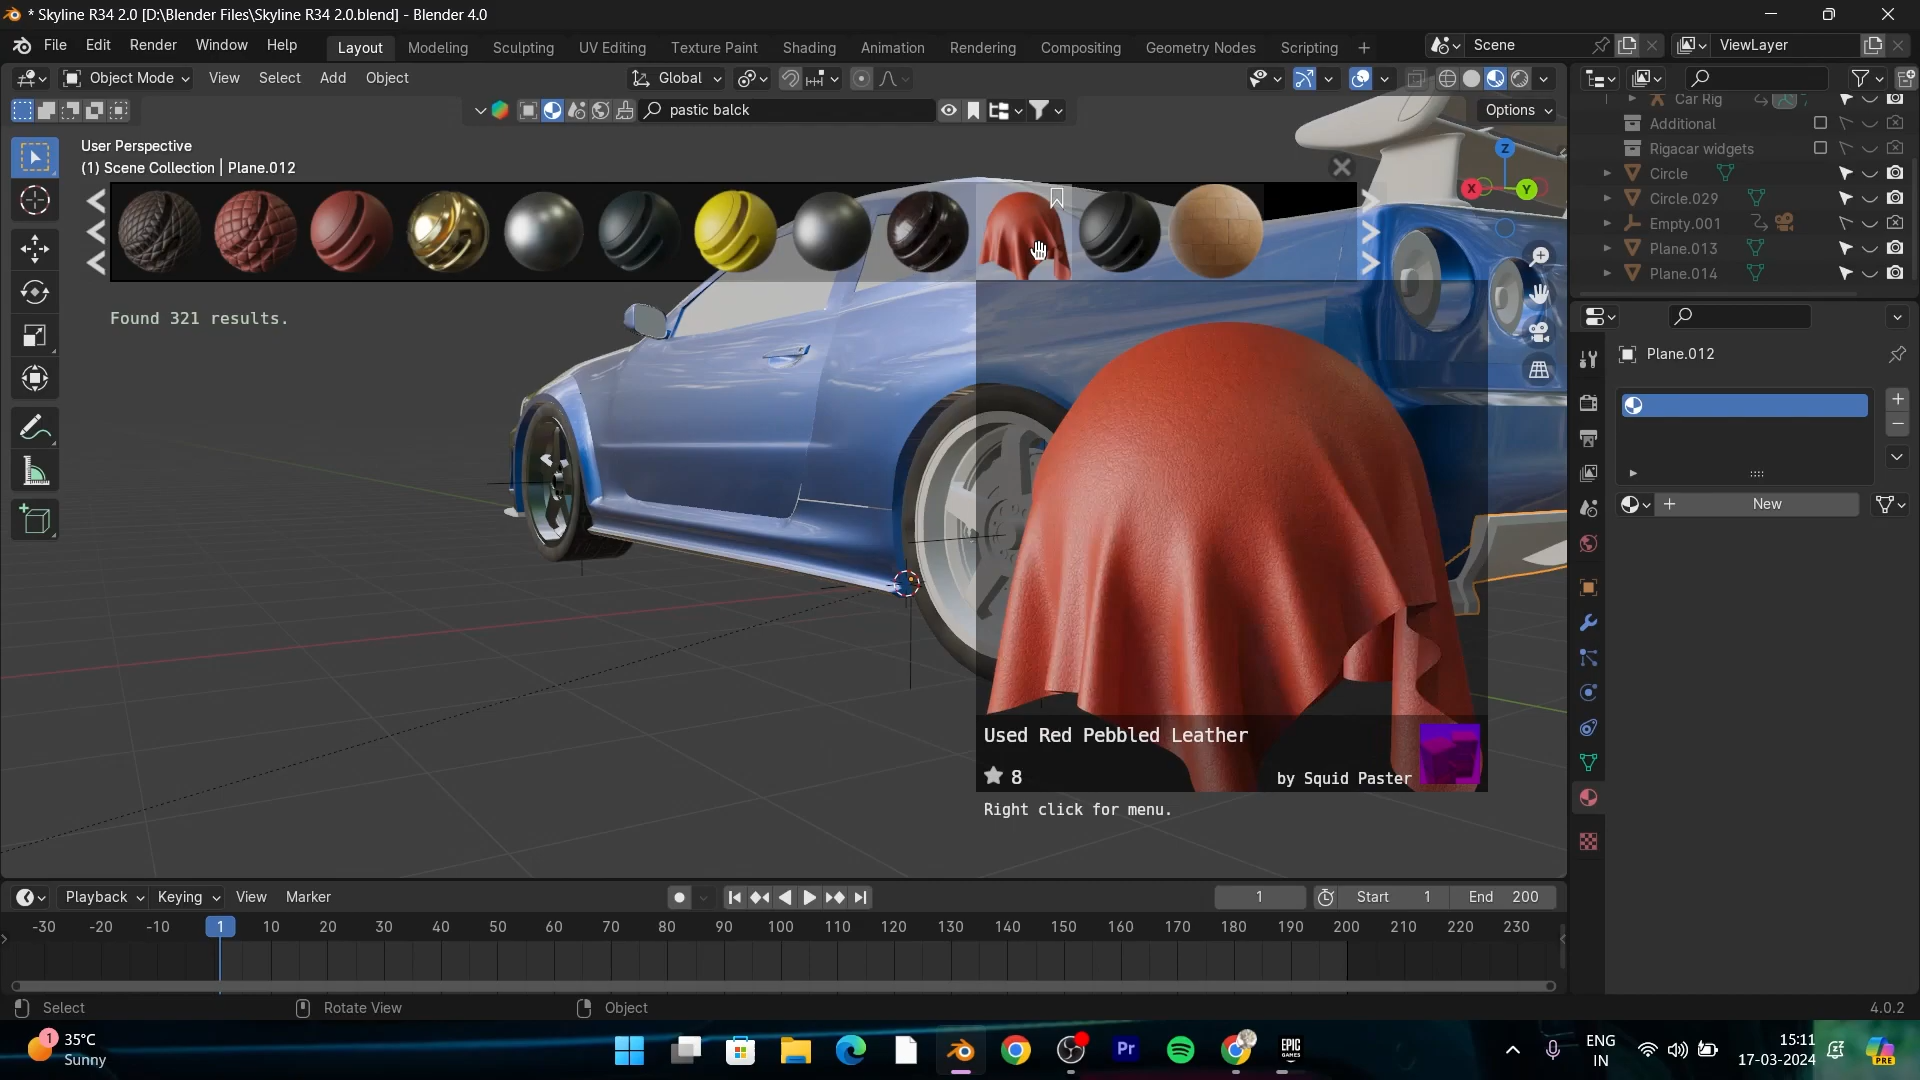 * Skyline R34 2.0 [D:\Blender Files\Skyline R34 2.0.blend] - Blender 4.0
File Edit Render Window Help Layout Modeling Sculpting UV Editing Texture Paint Shading Animation Rendering Compositing Geometry Nodes Scripting + Scene ViewLayer
Object Mode View Select Add Object Global
pastic balck Options
User Perspective
(1) Scene Collection | Plane.012
Found 321 results.
Used Red Pebbled Leather
8 by Squid Paster
Right click for menu.
Z
X Y
Car Rig
Additional
Rigacar widgets
Circle
Circle.029
Empty.001
Plane.013
Plane.014
Plane.012
+ New
Playback Keying View Marker 1 Start 1 End 200
-30 -20 -10 1 10 20 30 40 50 60 70 80 90 100 110 120 130 140 150 160 170 180 190 200 210 220 230
Select Rotate View Object 4.0.2
1 35°C
Sunny
Pr EPIC GAMES
ENG
IN
15:11
17-03-2024
PRE